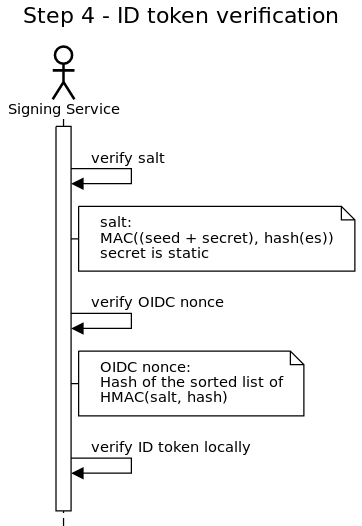 Step 4 - ID token verification
Signing Service
verify salt
salt:
MAC((seed + secret), hash(es))
secret is static
verify OIDC nonce
OIDC nonce:
Hash of the sorted list of
HMAC(salt, hash)
verify ID token locally